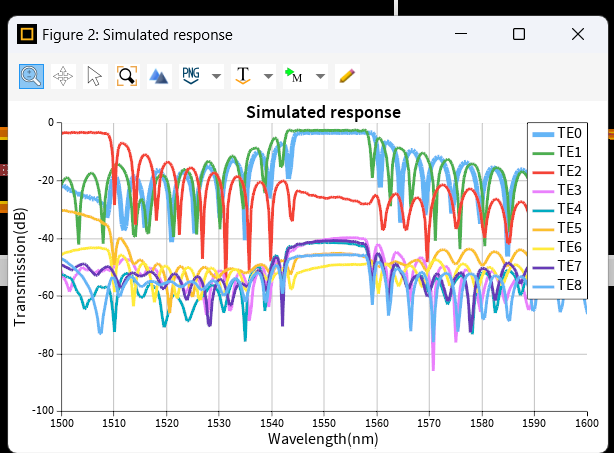 Figure 2: Simulated response
PNG T M
Simulated response
0
-20
-40
-60
-80
-100
Transmission(dB)
1500 1510 1520 1530 1540 1550 1560 1570 1580 1590 1600
Wavelength(nm)
TE0
TE1
TE2
TE3
TE4
TE5
TE6
TE7
TE8